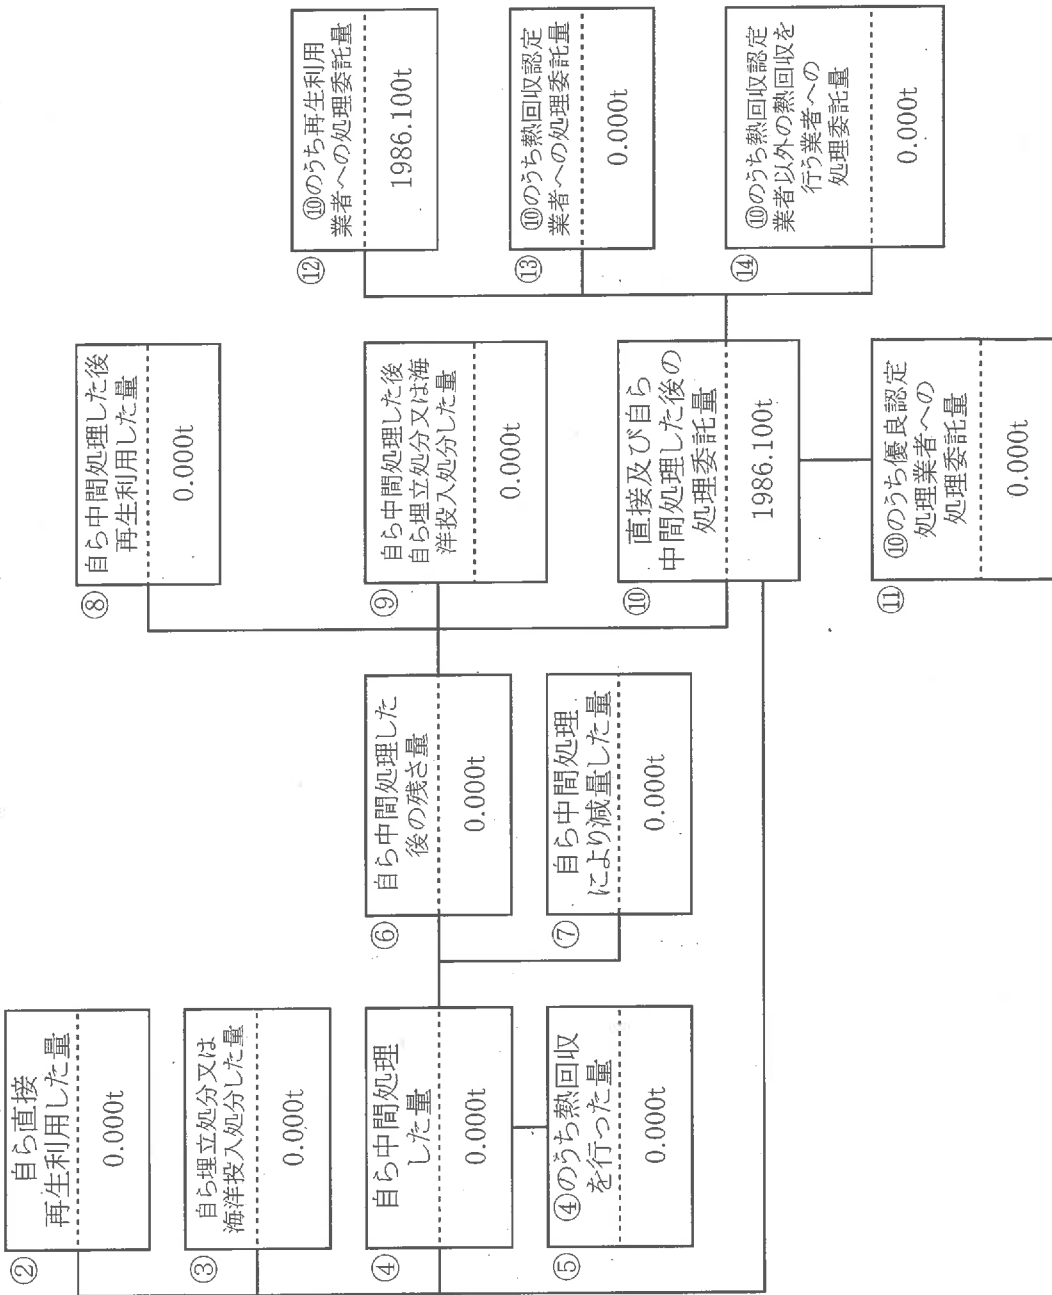 ②
自ら直接
再生利用した量
0.000t
③
自ら埋立処分又は
海洋投入処分した量
0.000t
④
自ら中間処理
した量
0.000t
⑤
④のうち熱回収
を行った量
0.000t
⑥
自ら中間処理した
後の残さ量
0.000t
⑦
自ら中間処理
により減量した量
0.000t
⑧
自ら中間処理した後
再生利用した量
0.000t
⑨
自ら中間処理した後
自ら埋立処分又は海
洋投入処分した量
0.000t
⑩
直接及び自ら
中間処理した後の
処理委託量
1986.100t
⑪
⑩のうち優良認定
処理業者への
処理委託量
0.000t
⑫
⑩のうち再生利用
業者への処理委託量
1986.100t
⑬
⑩のうち熱回収認定
業者への処理委託量
0.000t
⑭
⑩のうち熱回収認定
業者以外の熱回収を
行う業者への
処理委託量
0.000t